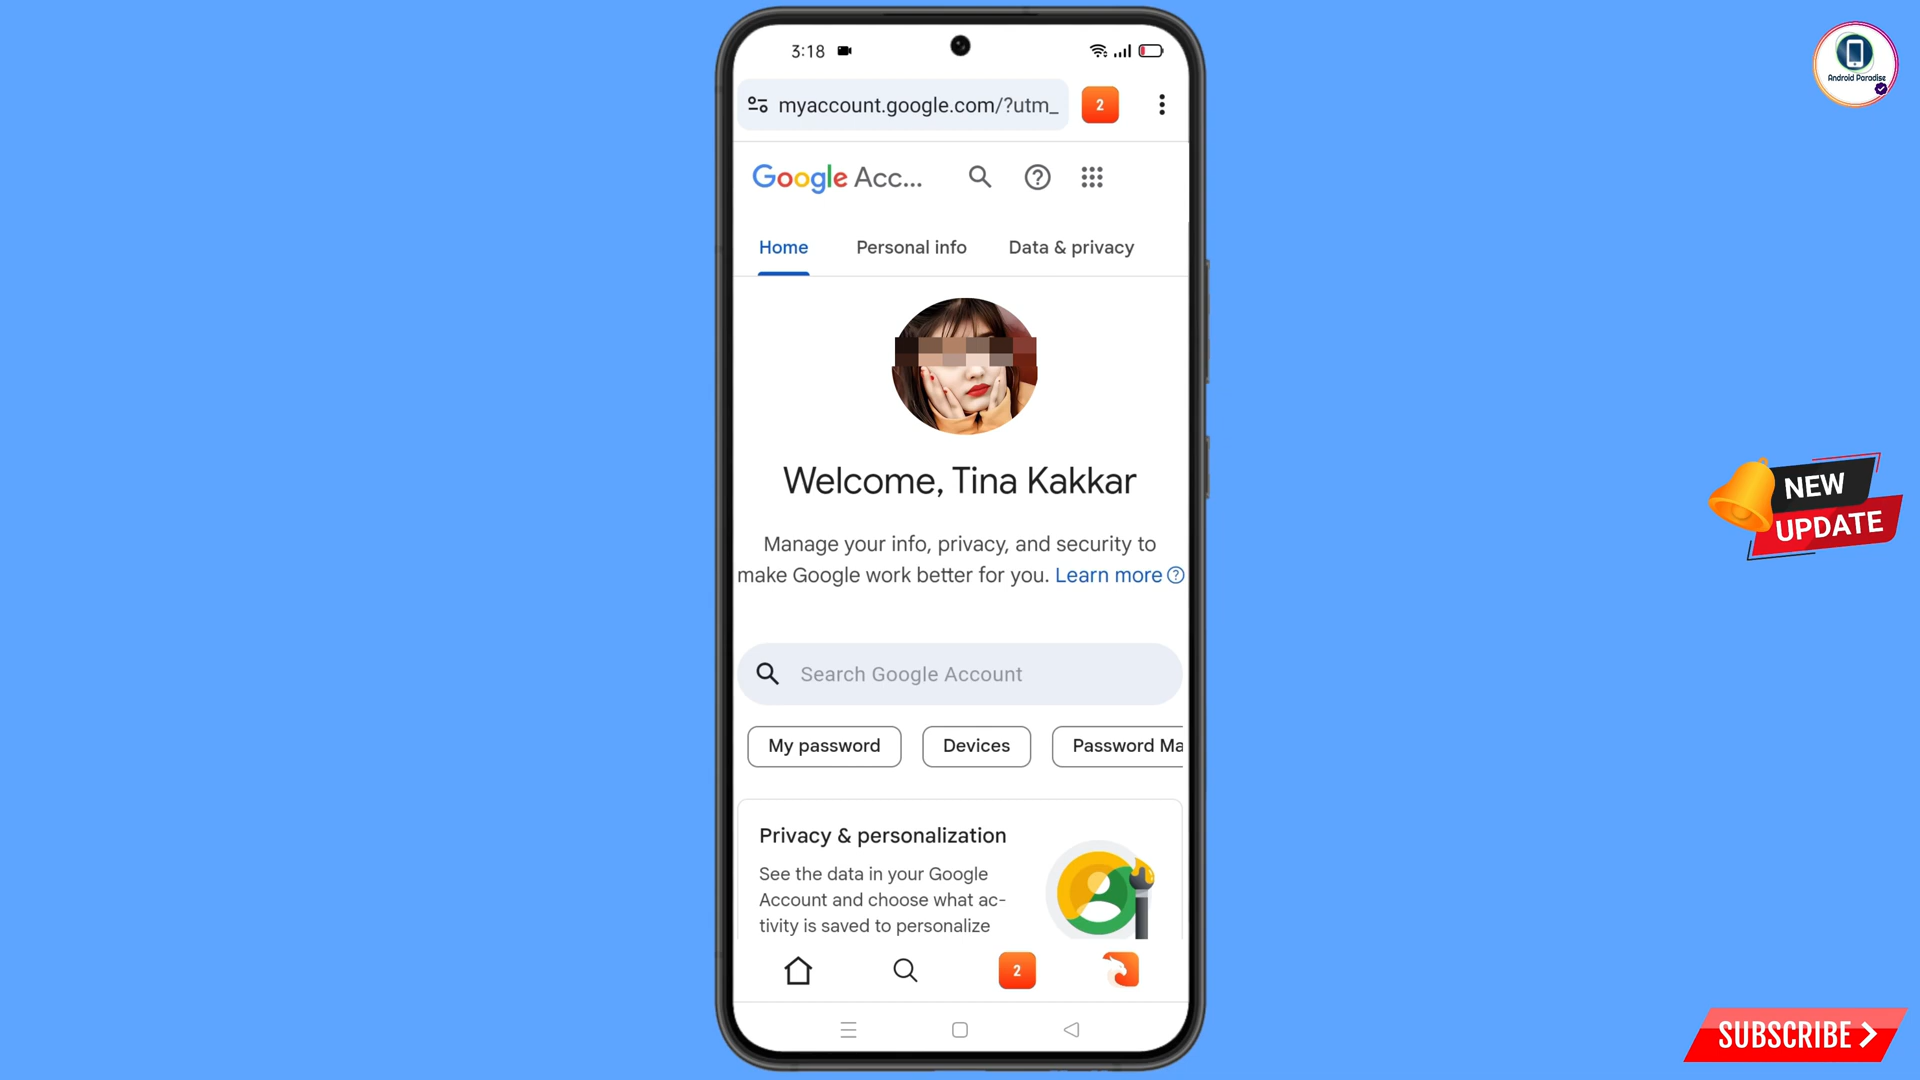 3:18
Android Paradise
myaccount.google.com/?utm_
2
Google Acc...
Home Personal info Data & privacy
Welcome, Tina Kakkar
Manage your info, privacy, and security to
make Google work better for you. Learn more
NEW
UPDATE
Search Google Account
My password Devices Password Ma
Privacy & personalization
See the data in your Google
Account and choose what ac-
tivity is saved to personalize
2
SUBSCRIBE